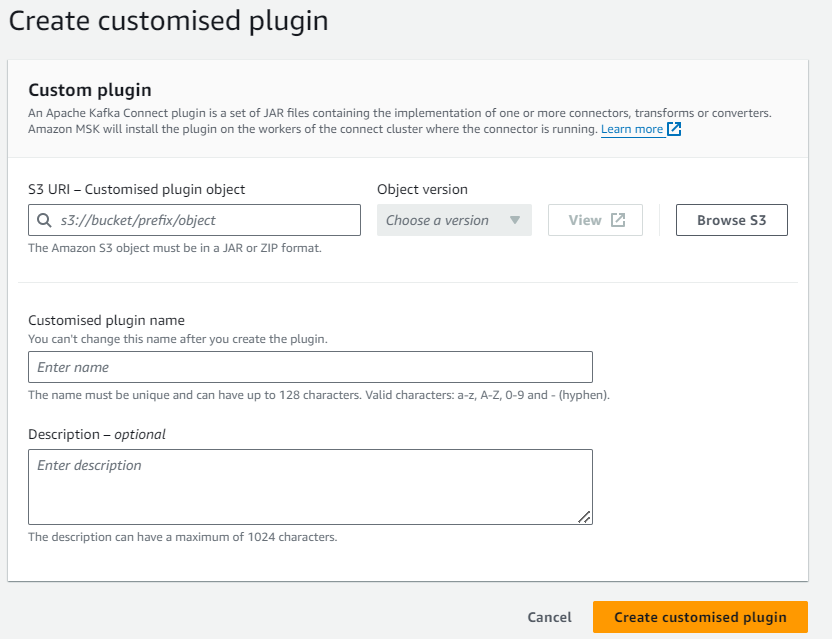 Create customised plugin
Custom plugin
An Apache Kafka Connect plugin is a set of JAR files containing the implementation of one or more connectors, transforms or converters.
Amazon MSK will install the plugin on the workers of the connect cluster where the connector is running. Learn more
S3 URI – Customised plugin object
Object version
s3://bucket/prefix/object
Choose a version
View
Browse S3
The Amazon S3 object must be in a JAR or ZIP format.
Customised plugin name
You can't change this name after you create the plugin.
Enter name
The name must be unique and can have up to 128 characters. Valid characters: a-z, A-Z, 0-9 and - (hyphen).
Description – optional
Enter description
The description can have a maximum of 1024 characters.
Cancel
Create customised plugin